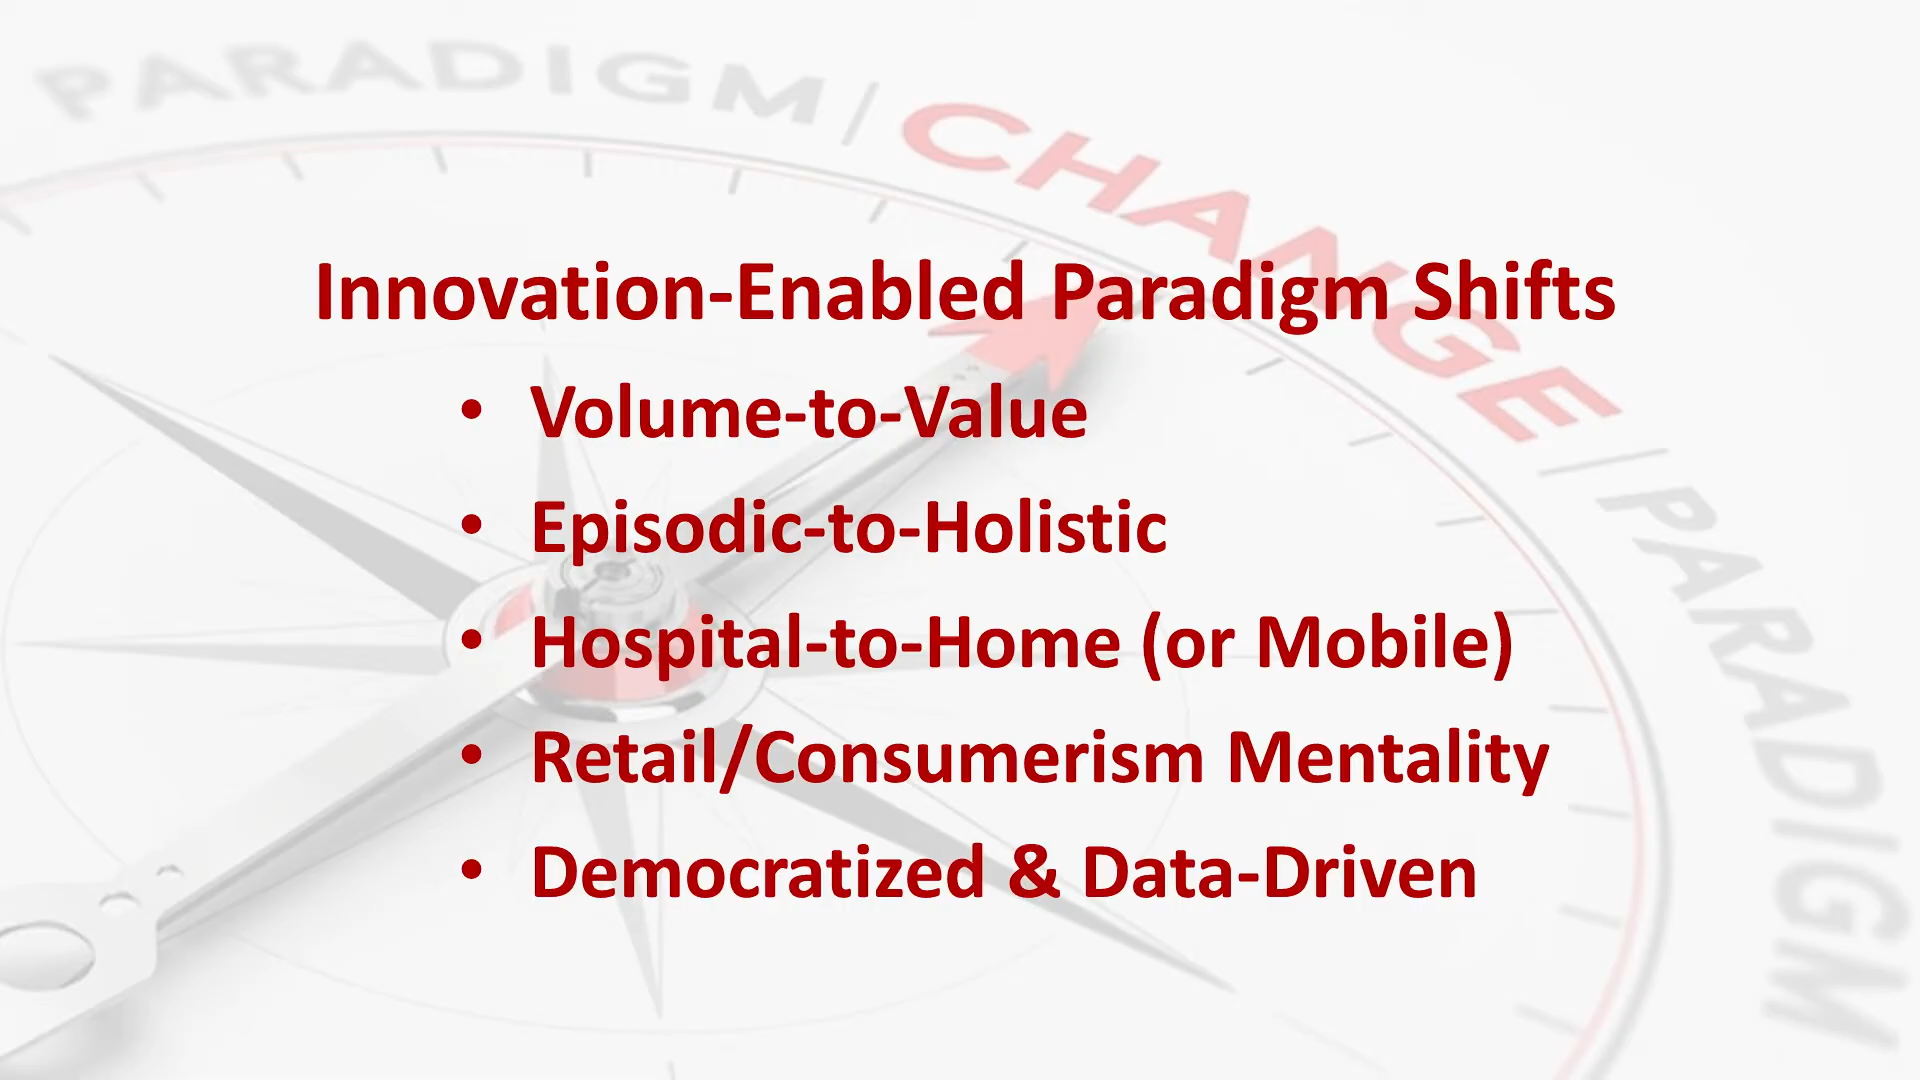 PARADIGM | CHANGE | PARADIGM
Innovation-Enabled Paradigm Shifts
• Volume-to-Value
• Episodic-to-Holistic
• Hospital-to-Home (or Mobile)
• Retail/Consumerism Mentality
• Democratized & Data-Driven